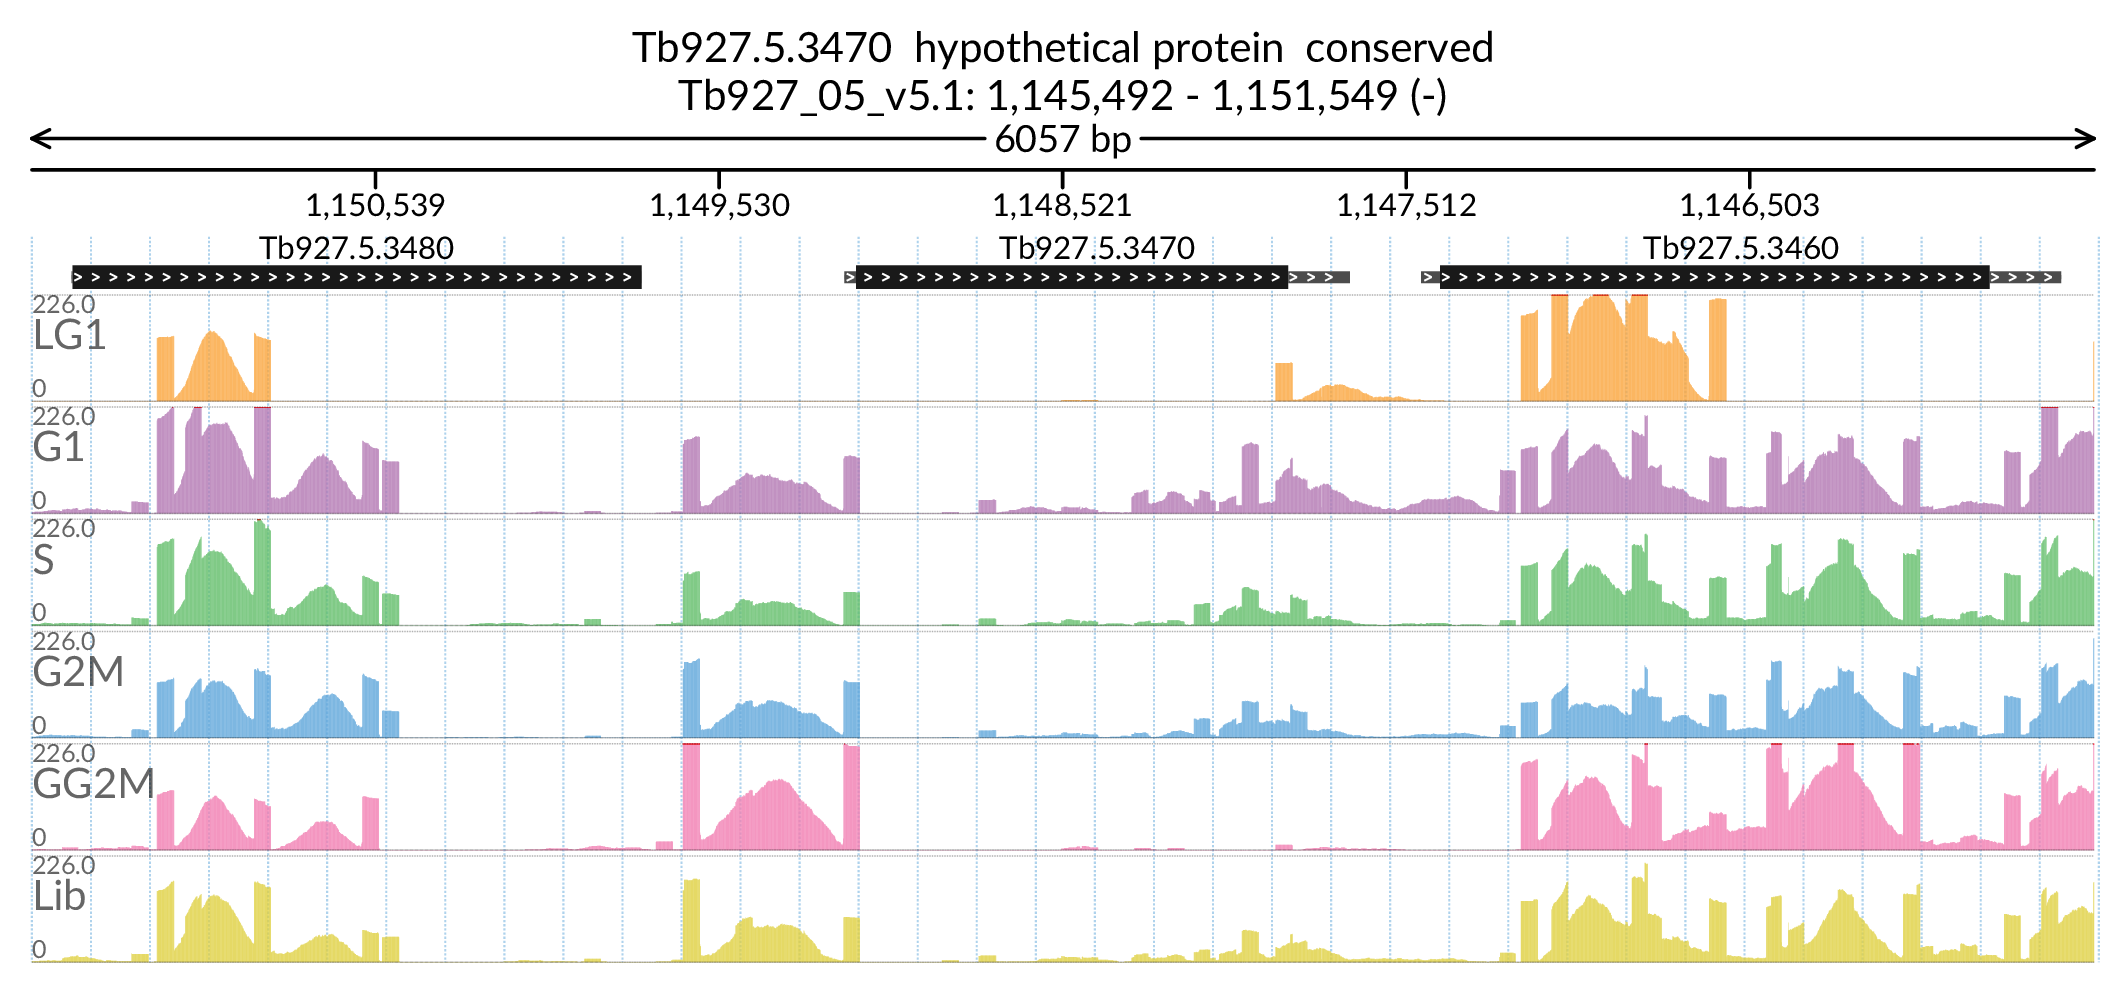 Tb927.5.3470 hypothetical protein conserved
Tb927_05_v5.1: 1,145,492 - 1,151,549 (-)
6057 bp
1,150,539 1,149,530 1,148,521 1,147,512 1,146,503
Tb927.5.3480 Tb927.5.3470 Tb927.5.3460
226.0
LG1
0
226.0
G1
0
226.0
S
0
226.0
G2M
0
226.0
GG2M
0
226.0
Lib
0